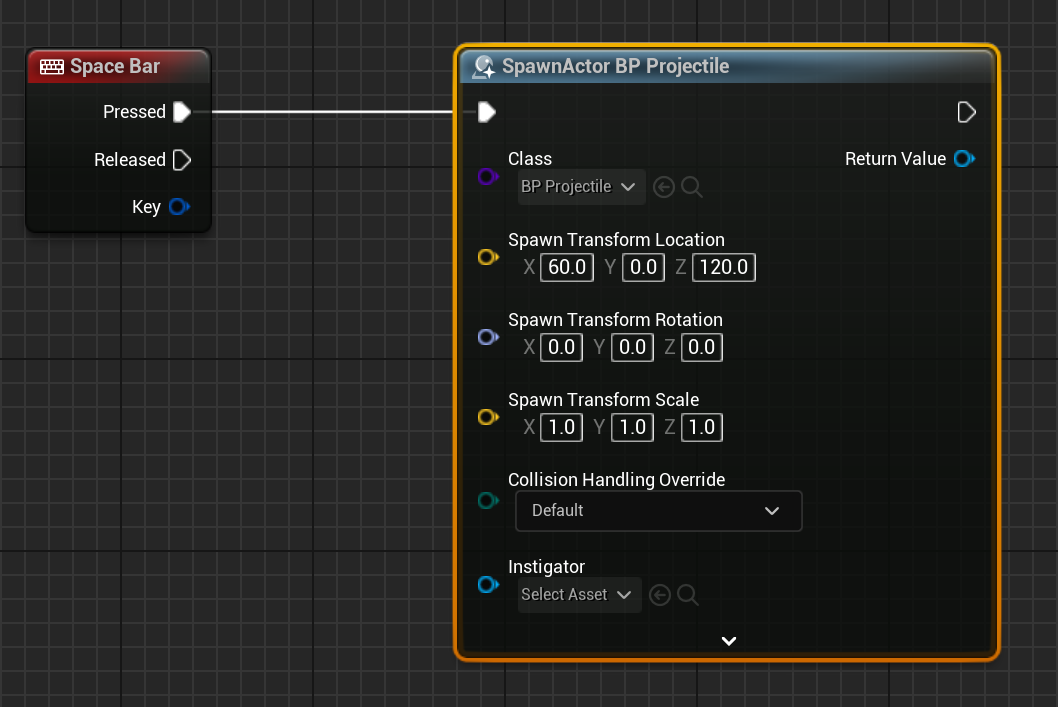 Space Bar
Pressed
Released
Key
SpawnActor BP Projectile
Class
Return Value
BP Projectile
Spawn Transform Location
X 60.0 Y 0.0 Z 120.0
Spawn Transform Rotation
X 0.0 Y 0.0 Z 0.0
Spawn Transform Scale
X 1.0 Y 1.0 Z 1.0
Collision Handling Override
Default
Instigator
Select Asset